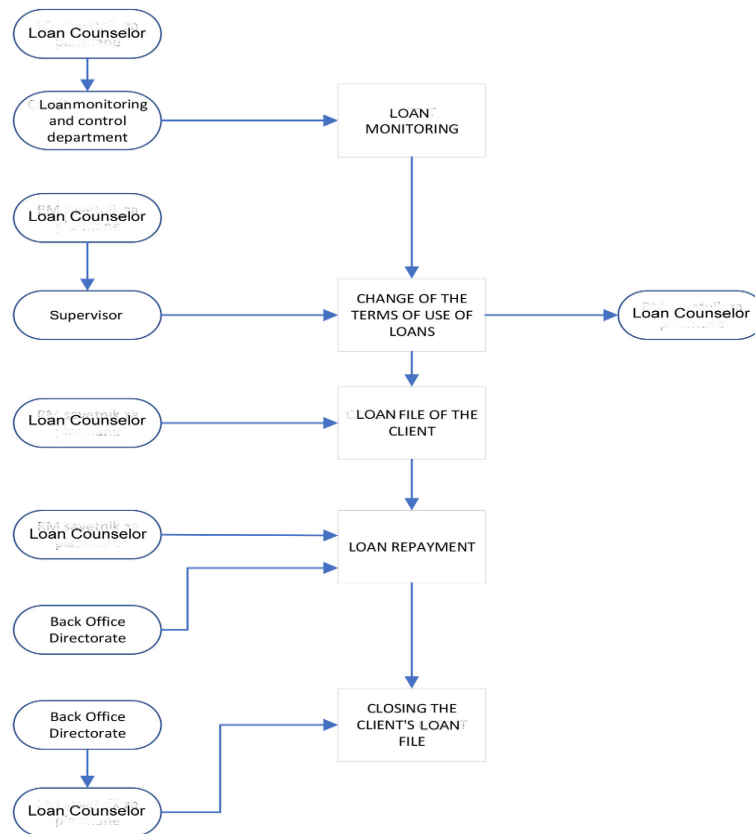 Loan Counselor
Loan monitoring
and control
department
LOAN
MONITORING
Loan Counselor
Supervisor
CHANGE OF THE
TERMS OF USE OF
LOANS
Loan Counselor
Loan Counselor
LOAN FILE OF THE
CLIENT
Loan Counselor
LOAN REPAYMENT
Back Office
Directorate
Back Office
Directorate
CLOSING THE
CLIENT'S LOAN
FILE
Loan Counselor